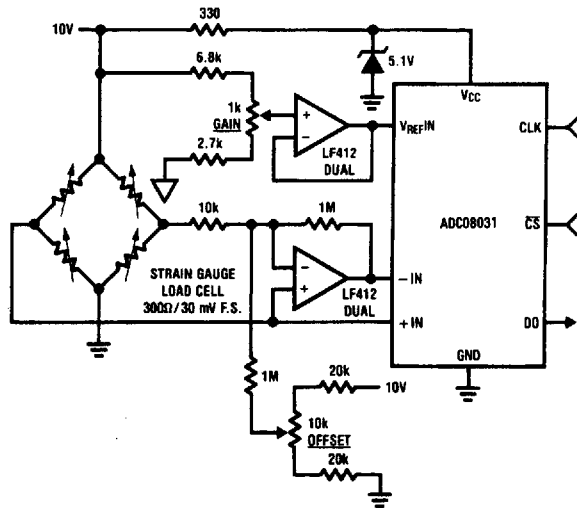 10V
330
5.1V
6.8k
1k
GAIN
2.7k
+
−
LF412
DUAL
VCC
VREFIN
CLK
ADC08031
CS
DO
−IN
+IN
GND
10k
1M
−
+
LF412
DUAL
STRAIN GAUGE
LOAD CELL
300Ω/30 mV F.S.
1M
20k
10V
10k
OFFSET
20k